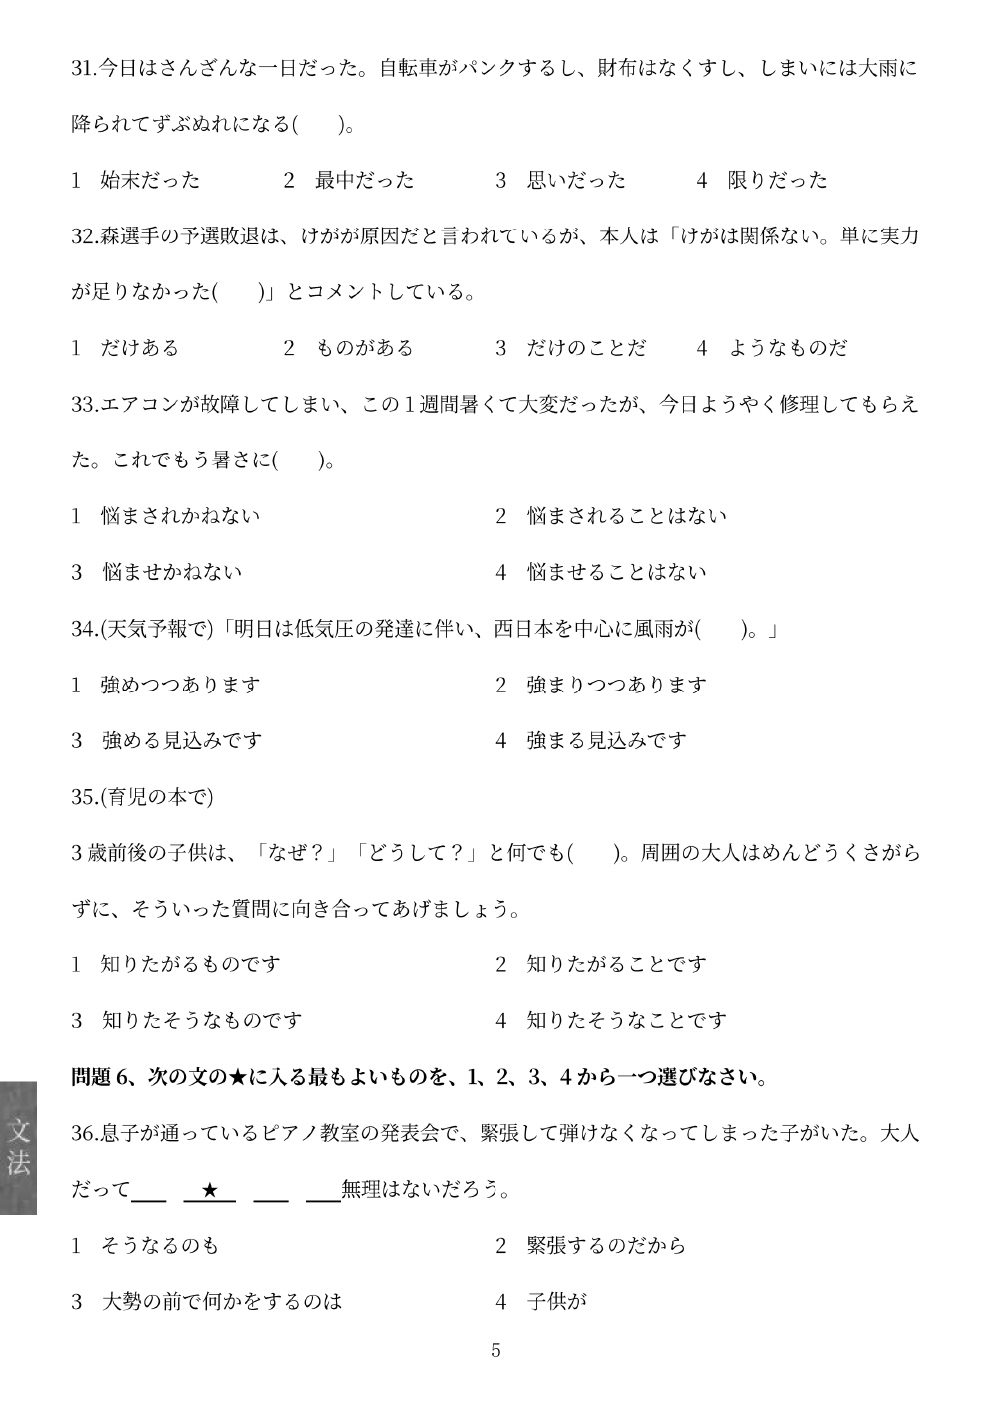 31.今日はさんざんな一日だった。自転車がパンクするし、財布はなくすし、しまいには大雨に
降られてずぶぬれになる(　　)。
1　始末だった　　　　2　最中だった　　　　3　思いだった　　　4　限りだった
32.森選手の予選敗退は、けがが原因だと言われているが、本人は「けがは関係ない。単に実力
が足りなかった(　　)」とコメントしている。
1　だけある　　　　　2　ものがある　　　　3　だけのことだ　　4　ようなものだ
33.エアコンが故障してしまい、この１週間暑くて大変だったが、今日ようやく修理してもらえ
た。これでもう暑さに(　　)。
1　悩まされかねない　　　　　　　　　　　2　悩まされることはない
3　悩ませかねない　　　　　　　　　　　　4　悩ませることはない
34.(天気予報で)「明日は低気圧の発達に伴い、西日本を中心に風雨が(　　)。」
1　強めつつあります　　　　　　　　　　　2　強まりつつあります
3　強める見込みです　　　　　　　　　　　4　強まる見込みです
35.(育児の本で)
3 歳前後の子供は、「なぜ？」「どうして？」と何でも(　　)。周囲の大人はめんどうくさがら
ずに、そういった質問に向き合ってあげましょう。
1　知りたがるものです　　　　　　　　　　2　知りたがることです
3　知りたそうなものです　　　　　　　　　4　知りたそうなことです
問題 6、次の文の★に入る最もよいものを、1、2、3、4 から一つ選びなさい。
36.息子が通っているピアノ教室の発表会で、緊張して弾けなくなってしまった子がいた。大人
だって＿＿　＿★＿　＿＿　＿＿無理はないだろう。
1　そうなるのも　　　　　　　　　　　　　2　緊張するのだから
3　大勢の前で何かをするのは　　　　　　　4　子供が
文法
5